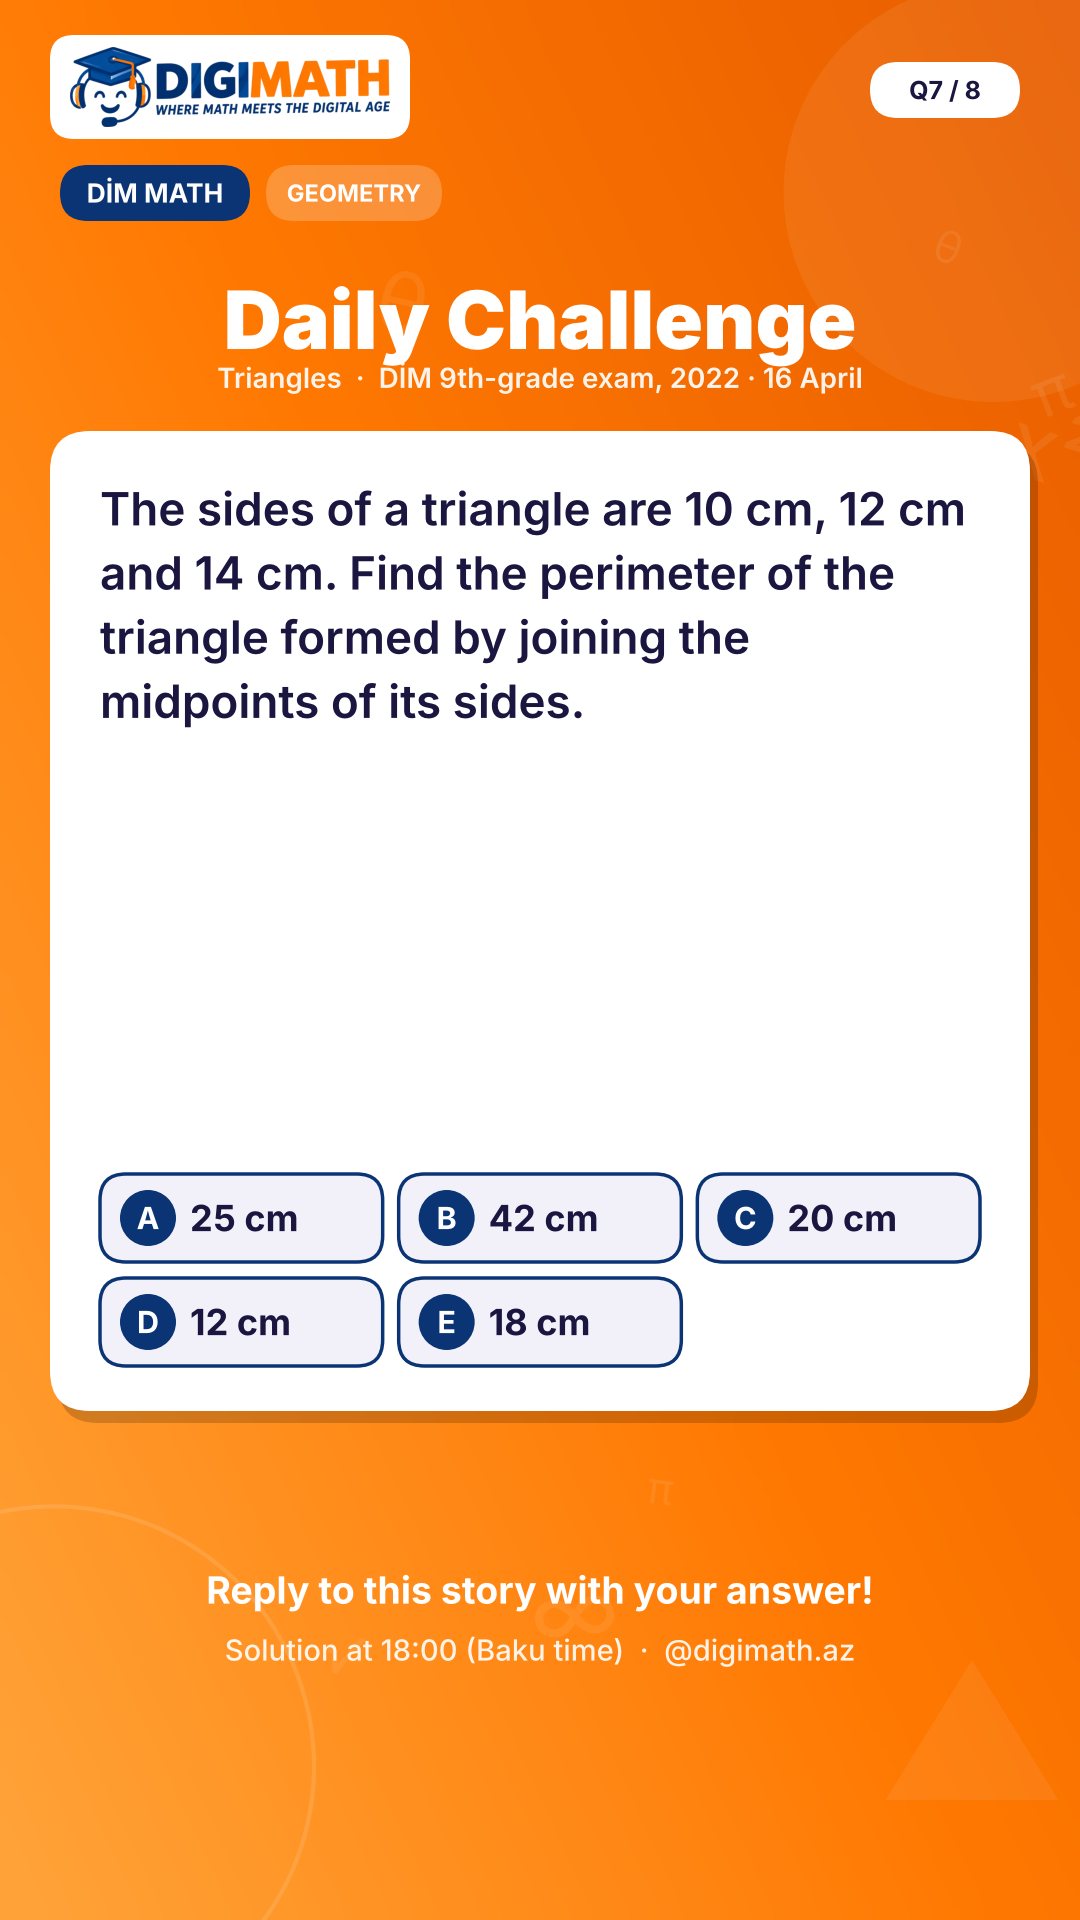 DIGIMATH
WHERE MATH MEETS THE DIGITAL AGE
Q7 / 8
DİM MATH
GEOMETRY
Daily Challenge
Triangles · DİM 9th-grade exam, 2022 · 16 April
The sides of a triangle are 10 cm, 12 cm
and 14 cm. Find the perimeter of the
triangle formed by joining the
midpoints of its sides.
A 25 cm
B 42 cm
C 20 cm
D 12 cm
E 18 cm
Reply to this story with your answer!
Solution at 18:00 (Baku time) · @digimath.az
θ
π
π
∞